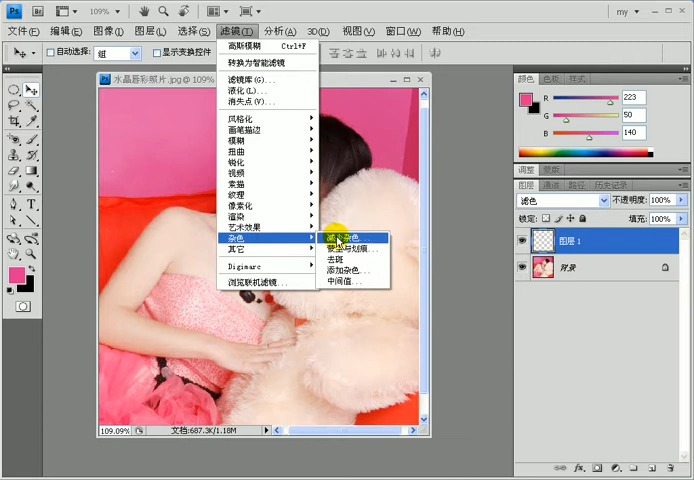 Ps Br 109% my
文件(F) 编辑(E) 图像(I) 图层(L) 选择(S) 滤镜(T) 分析(A) 3D(D) 视图(V) 窗口(W) 帮助(H)
自动选择: 组 显示变换控件
高斯模糊 Ctrl+F
转换为智能滤镜
滤镜库(G)...
液化(L)...
消失点(V)...
风格化
画笔描边
模糊
扭曲
锐化
视频
素描
纹理
像素化
渲染
艺术效果
杂色
其它
Digimarc
浏览联机滤镜...
减少杂色...
蒙尘与划痕...
去斑
添加杂色...
中间值...
水晶唇彩照片.jpg @ 109%
109.09% 文档:687.3K/1.18M
颜色 色板 样式
R 223
G 50
B 140
调整 蒙版
图层 通道 路径 历史记录
滤色 不透明度: 100%
锁定: 填充: 100%
图层 1
背景